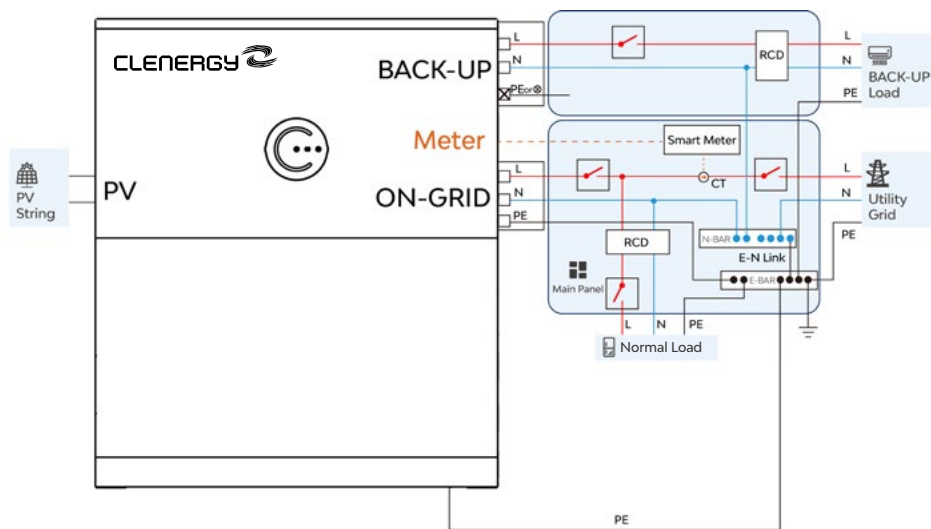 CLENERGY
BACK-UP
Meter
ON-GRID
PV
PV
String
L
N
PE or
RCD
L
N
PE
BACK-UP
Load
Smart Meter
CT
L
N
PE
L
N
PE
Utility
Grid
N-BAR
E-N Link
E-BAR
RCD
Main Panel
L
N
PE
Normal Load
PE